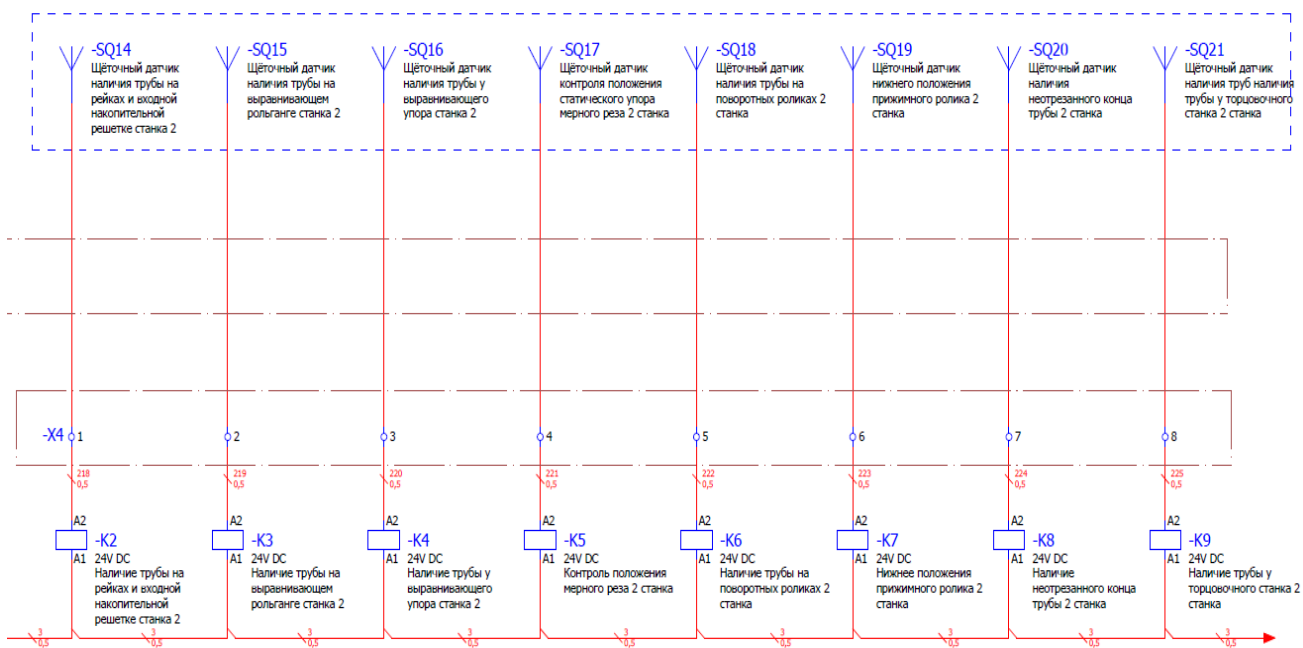 -SQ14
Щёточный датчик
наличия трубы на
рейках и входной
накопительной
решетке станка 2
-SQ15
Щёточный датчик
наличия трубы на
выравнивающем
рольганге станка 2
-SQ16
Щёточный датчик
наличия трубы у
выравнивающего
упора станка 2
-SQ17
Щёточный датчик
контроля положения
статического упора
мерного реза 2 станка
-SQ18
Щёточный датчик
наличия трубы на
поворотных роликах 2
станка
-SQ19
Щёточный датчик
нижнего положения
прижимного ролика 2
станка
-SQ20
Щёточный датчик
наличия
неотрезанного конца
трубы 2 станка
-SQ21
Щёточный датчик
наличия труб наличия
трубы у торцовочного
станка 2 станка
-X4 1 2 3 4 5 6 7 8
218 219 220 221 222 223 224 225
0,5 0,5 0,5 0,5 0,5 0,5 0,5 0,5
A2
-K2
A1 24V DC
Наличие трубы на
рейках и входной
накопительной
решетке станка 2
A2
-K3
A1 24V DC
Наличие трубы на
выравнивающем
рольганге станка 2
A2
-K4
A1 24V DC
Наличие трубы у
выравнивающего
упора станка 2
A2
-K5
A1 24V DC
Контроль положения
мерного реза 2 станка
A2
-K6
A1 24V DC
Наличие трубы на
поворотных роликах 2
станка
A2
-K7
A1 24V DC
Нижнее положения
прижимного ролика 2
станка
A2
-K8
A1 24V DC
Наличие
неотрезанного конца
трубы 2 станка
A2
-K9
A1 24V DC
Наличие трубы у
торцовочного станка 2
станка
3 3 3 3 3 3 3 3 3
0,5 0,5 0,5 0,5 0,5 0,5 0,5 0,5 0,5